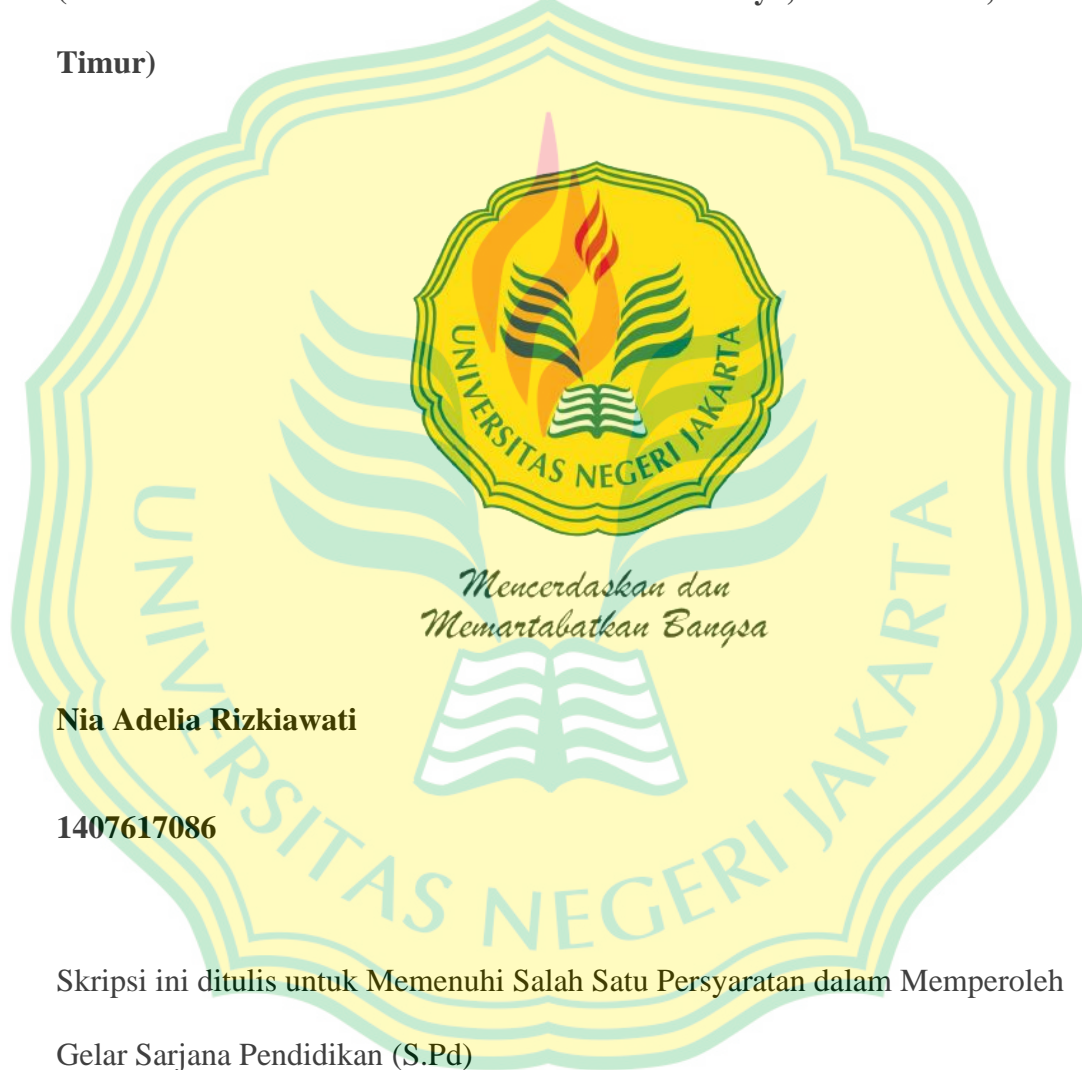 Timur)
UNIVERSITAS NEGERI JAKARTA
Mencerdaskan dan
Memartabatkan Bangsa
UNIVERSITAS NEGERI JAKARTA
Nia Adelia Rizkiawati
1407617086
Skripsi ini ditulis untuk Memenuhi Salah Satu Persyaratan dalam Memperoleh
Gelar Sarjana Pendidikan (S.Pd)